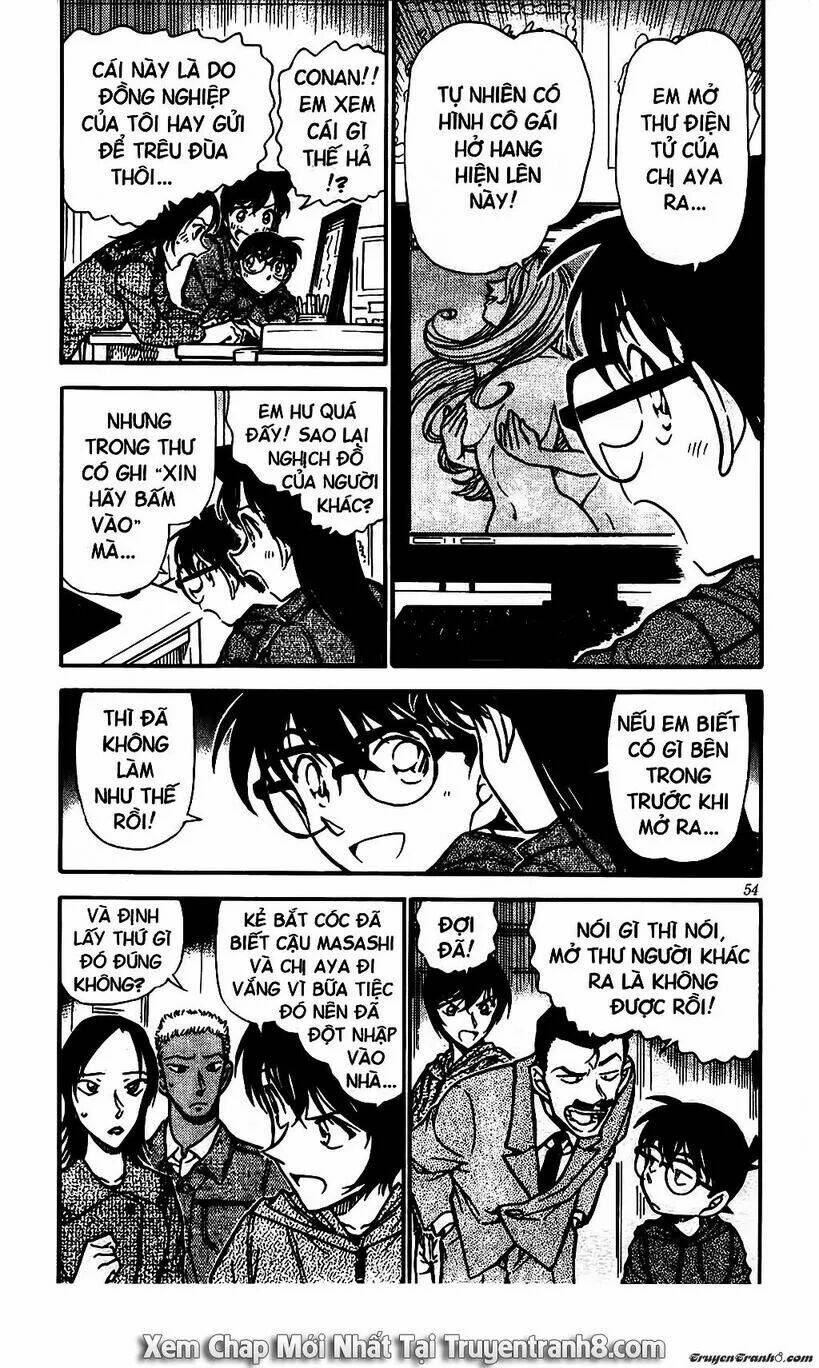 EM MỞ
THƯ ĐIỆN
TỬ CỦA
CHỊ AYA
RA...
TỰ NHIÊN CÓ
HÌNH CÔ GÁI
HỞ HANG
HIỆN LÊN
NÀY!
CONAN!!
EM XEM
CÁI GÌ
THẾ HẢ
!?
CÁI NÀY LÀ DO
ĐỒNG NGHIỆP
CỦA TÔI HAY GỬI
ĐỂ TRÊU ĐÙA
THÔI...
EM HƯ QUÁ
ĐẤY! SAO LẠI
NGHỊCH ĐỒ
CỦA NGƯỜI
KHÁC?
NHƯNG
TRONG THƯ
CÓ GHI "XIN
HÃY BẤM
VÀO"
MÀ...
NẾU EM BIẾT
CÓ GÌ BÊN
TRONG
TRƯỚC KHI
MỞ RA...
THÌ ĐÃ
KHÔNG
LÀM
NHƯ THẾ
RỒI!
54
NÓI GÌ THÌ NÓI,
MỞ THƯ NGƯỜI KHÁC
RA LÀ KHÔNG
ĐƯỢC RỒI!
ĐỢI
ĐÃ!
KẺ BẮT CÓC ĐÃ
BIẾT CẬU MASASHI
VÀ CHỊ AYA ĐI
VẮNG VÌ BỮA TIỆC
ĐÓ NÊN ĐÃ
ĐỘT NHẬP
VÀO
NHÀ...
VÀ ĐỊNH
LẤY THỨ GÌ
ĐÓ ĐÚNG
KHÔNG?
Xem Chap Mới Nhất Tại Truyentranh8.com
TruyenTranh8.com